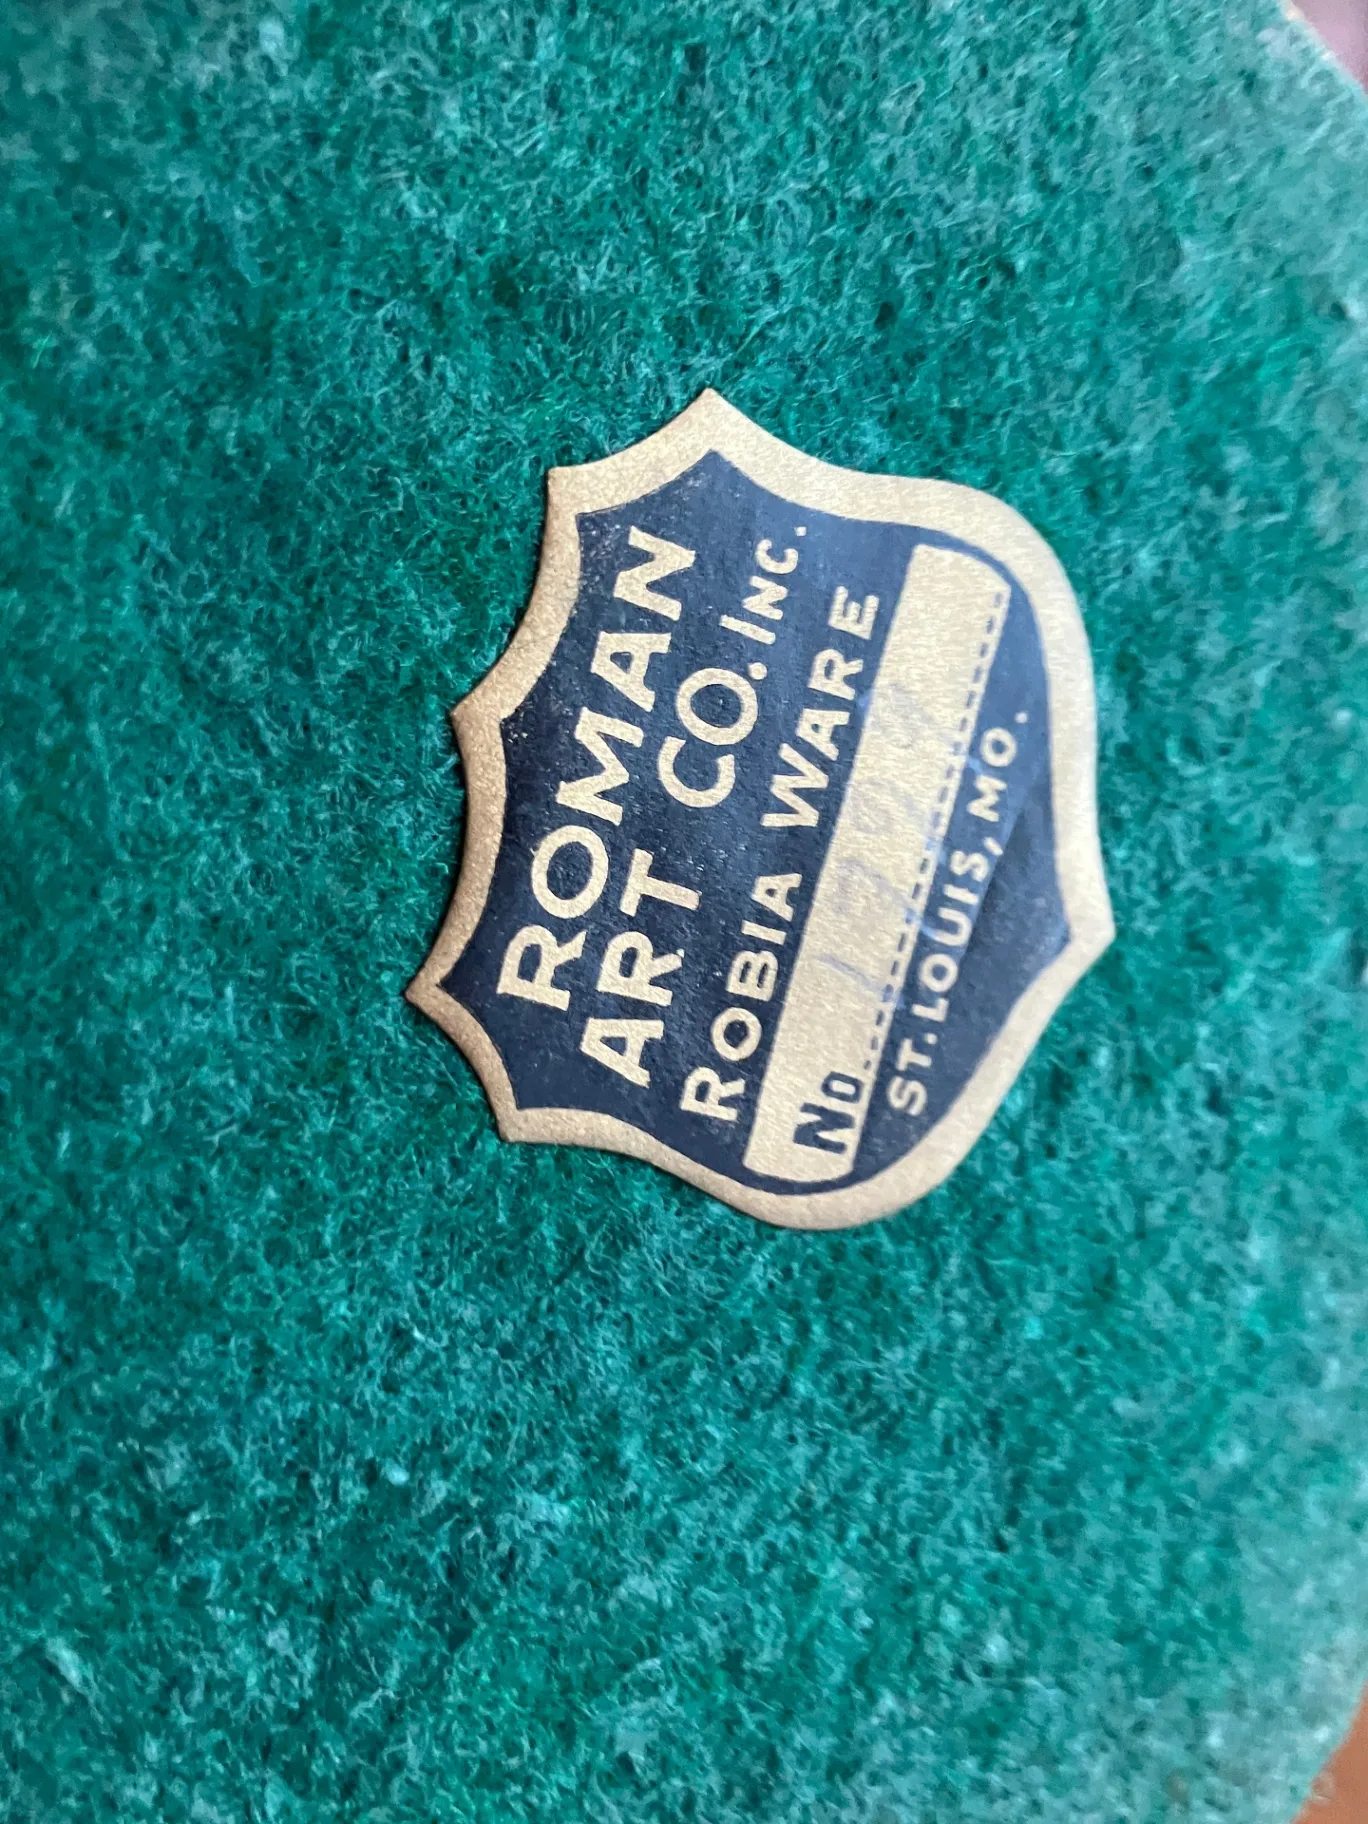 ROMAN
ART CO. INC.
ROBIA WARE
No.
ST. LOUIS, MO.